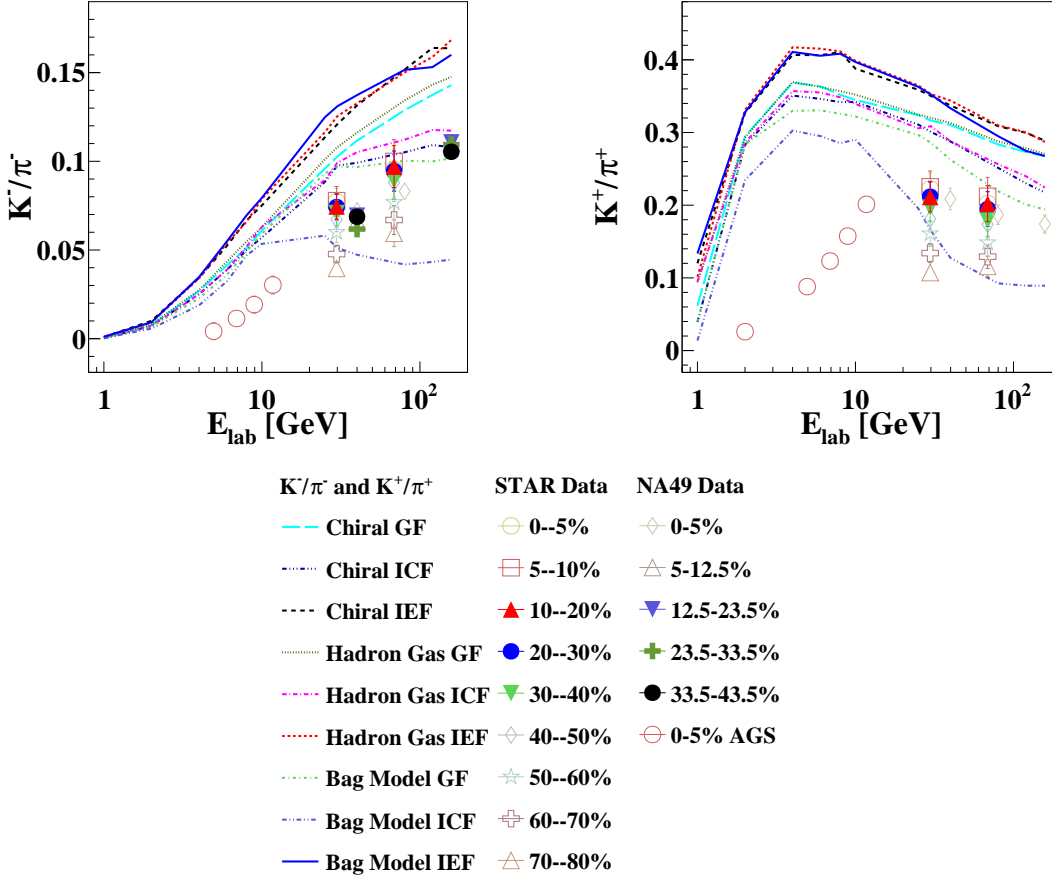 K⁻/π⁻
0.15
0.1
0.05
0
1 10 10²
E_lab [GeV]
K⁺/π⁺
0.4
0.3
0.2
0.1
0
1 10 10²
E_lab [GeV]
K⁻/π⁻ and K⁺/π⁺ STAR Data NA49 Data
Chiral GF 0--5% 0-5%
Chiral ICF 5--10% 5-12.5%
Chiral IEF 10--20% 12.5-23.5%
Hadron Gas GF 20--30% 23.5-33.5%
Hadron Gas ICF 30--40% 33.5-43.5%
Hadron Gas IEF 40--50% 0-5% AGS
Bag Model GF 50--60%
Bag Model ICF 60--70%
Bag Model IEF 70--80%